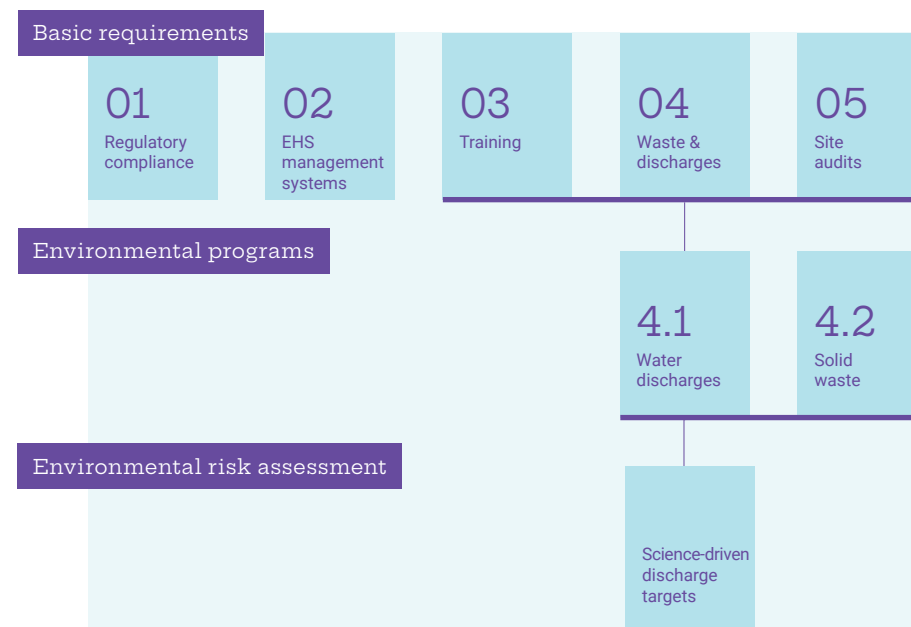 Basic requirements
01
Regulatory
compliance
02
EHS
management
systems
03
Training
04
Waste &
discharges
05
Site
audits
Environmental programs
4.1
Water
discharges
4.2
Solid
waste
Environmental risk assessment
Science-driven
discharge
targets